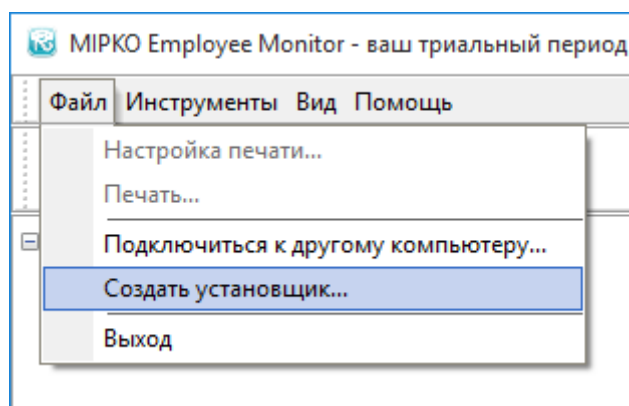 MIPKO Employee Monitor - ваш триальный период
Файл Инструменты Вид Помощь
Настройка печати...
Печать...
Подключиться к другому компьютеру...
Создать установщик...
Выход